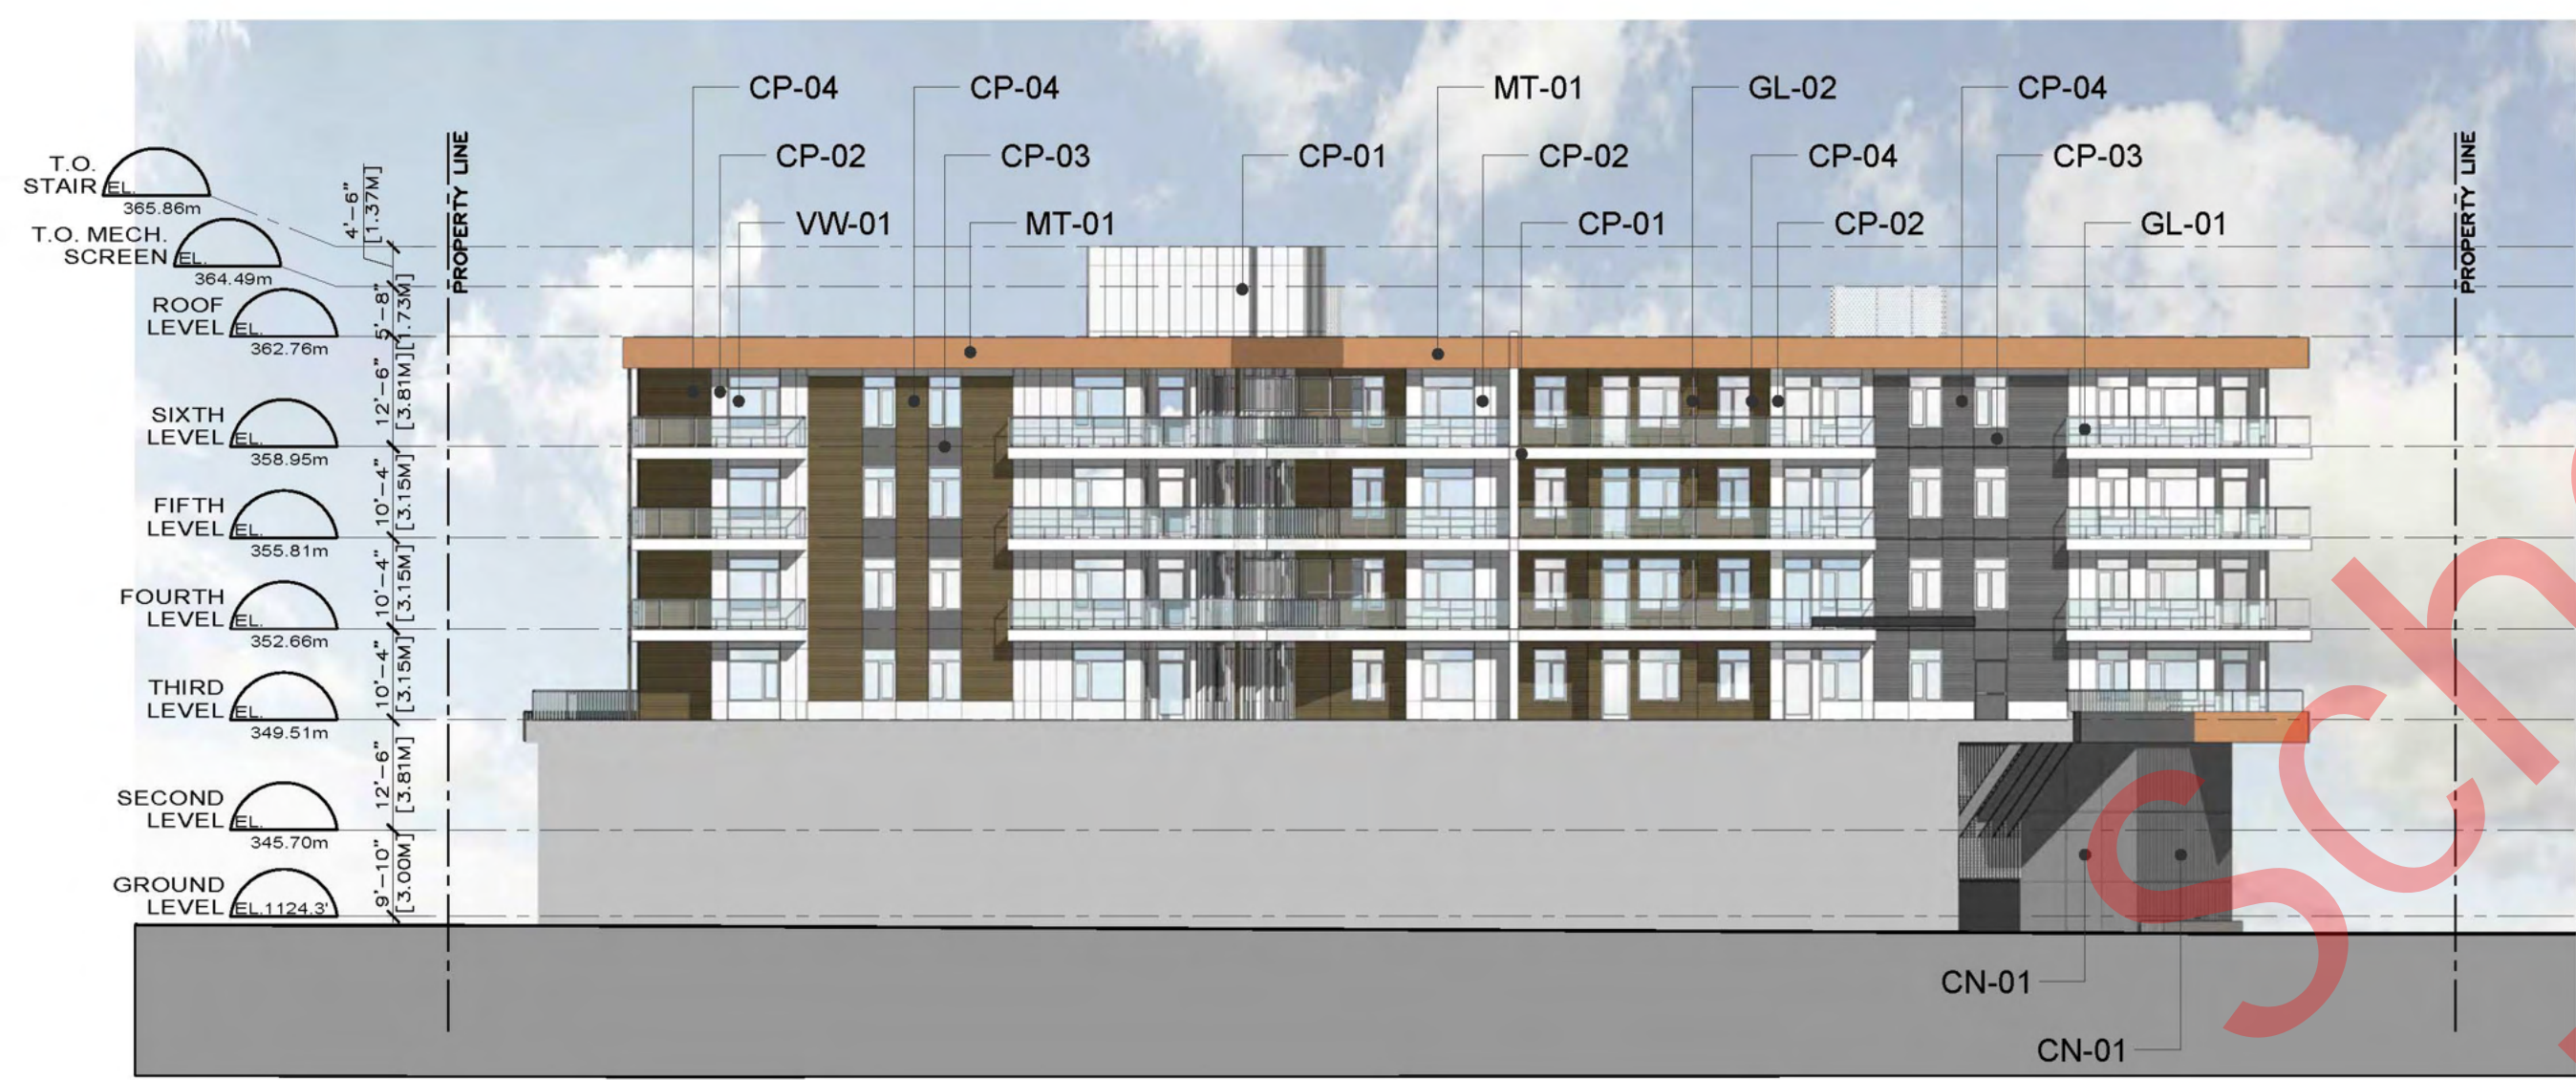 CP-04
CP-04
MT-01
GL-02
CP-04
CP-02
CP-03
CP-01
CP-02
CP-04
CP-03
VW-01
MT-01
CP-01
CP-02
GL-01
PROPERTY LINE
PROPERTY LINE
T.O.
STAIR EL.
365.86m
T.O. MECH.
SCREEN EL.
364.49m
ROOF
LEVEL EL.
362.76m
SIXTH
LEVEL EL.
358.95m
FIFTH
LEVEL EL.
355.81m
FOURTH
LEVEL EL.
352.66m
THIRD
LEVEL EL.
349.51m
SECOND
LEVEL EL.
345.70m
GROUND
LEVEL EL.1124.3'
4'-6"
[1.37M]
5'-8"
[1.73M]
12'-6"
[3.81M]
10'-4"
[3.15M]
10'-4"
[3.15M]
10'-4"
[3.15M]
12'-6"
[3.81M]
9'-10"
[3.00M]
CN-01
CN-01
sch